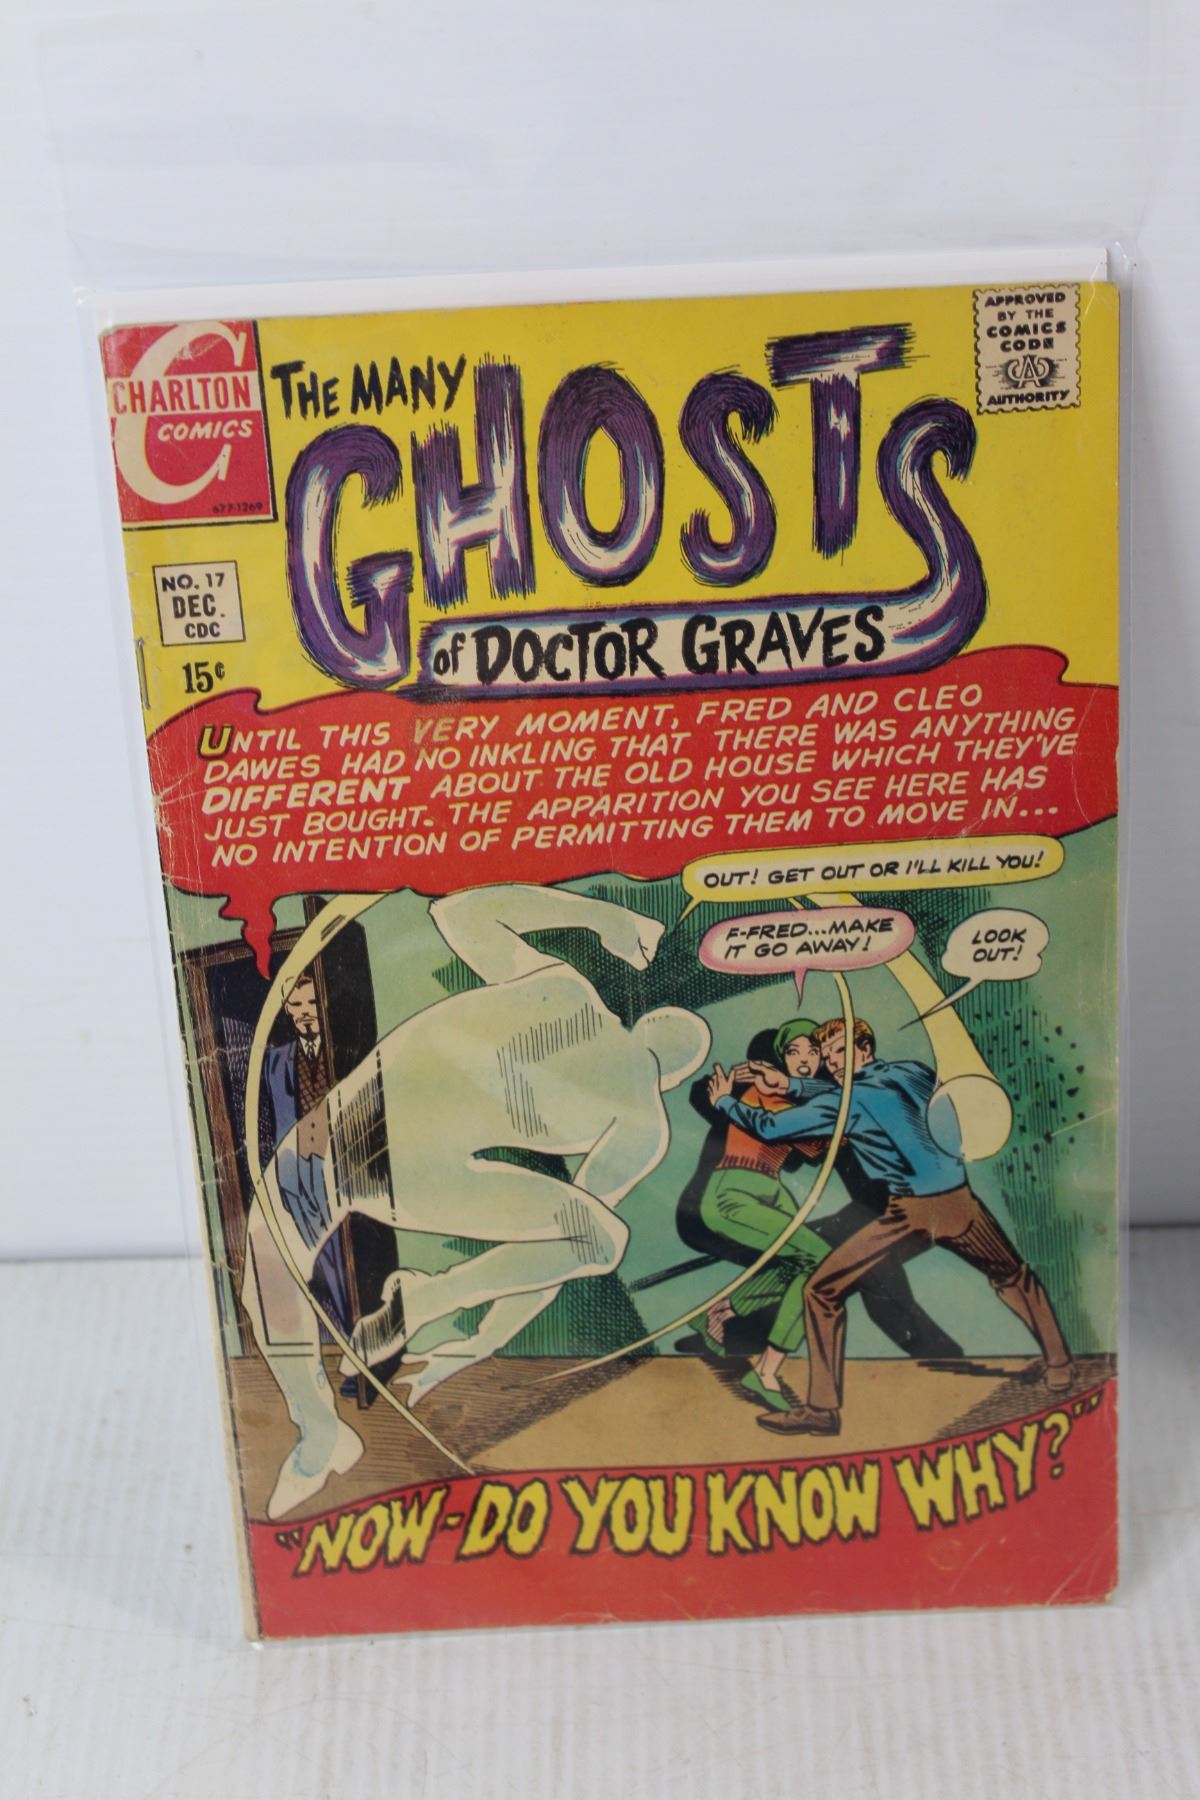 CHARLTON
COMICS
677-1269
APPROVED
BY THE
COMICS
CODE
CA
AUTHORITY
THE MANY
GHOSTS
of DOCTOR GRAVES
NO. 17
DEC.
CDC
15¢
UNTIL THIS VERY MOMENT, FRED AND CLEO
DAWES HAD NO INKLING THAT THERE WAS ANYTHING
DIFFERENT ABOUT THE OLD HOUSE WHICH THEY'VE
JUST BOUGHT. THE APPARITION YOU SEE HERE HAS
NO INTENTION OF PERMITTING THEM TO MOVE IN...
OUT! GET OUT OR I'LL KILL YOU!
F-FRED...MAKE
IT GO AWAY!
LOOK
OUT!
"NOW-DO YOU KNOW WHY?"